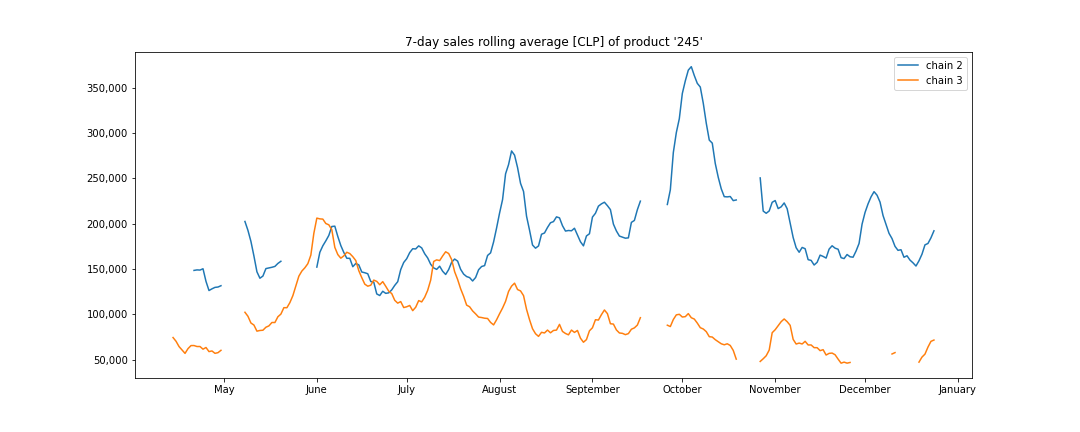 7-day sales rolling average [CLP] of product '245'
chain 2
chain 3
350,000
300,000
250,000
200,000
150,000
100,000
50,000
May June July August September October November December January